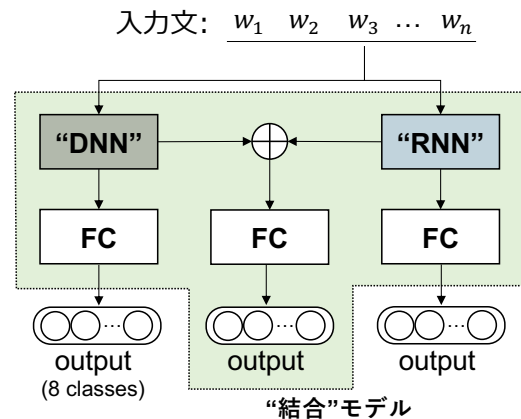 入力文: w₁ w₂ w₃ … wₙ
“DNN” “RNN”
FC FC FC
… … …
output output output
(8 classes)
“結合”モデル